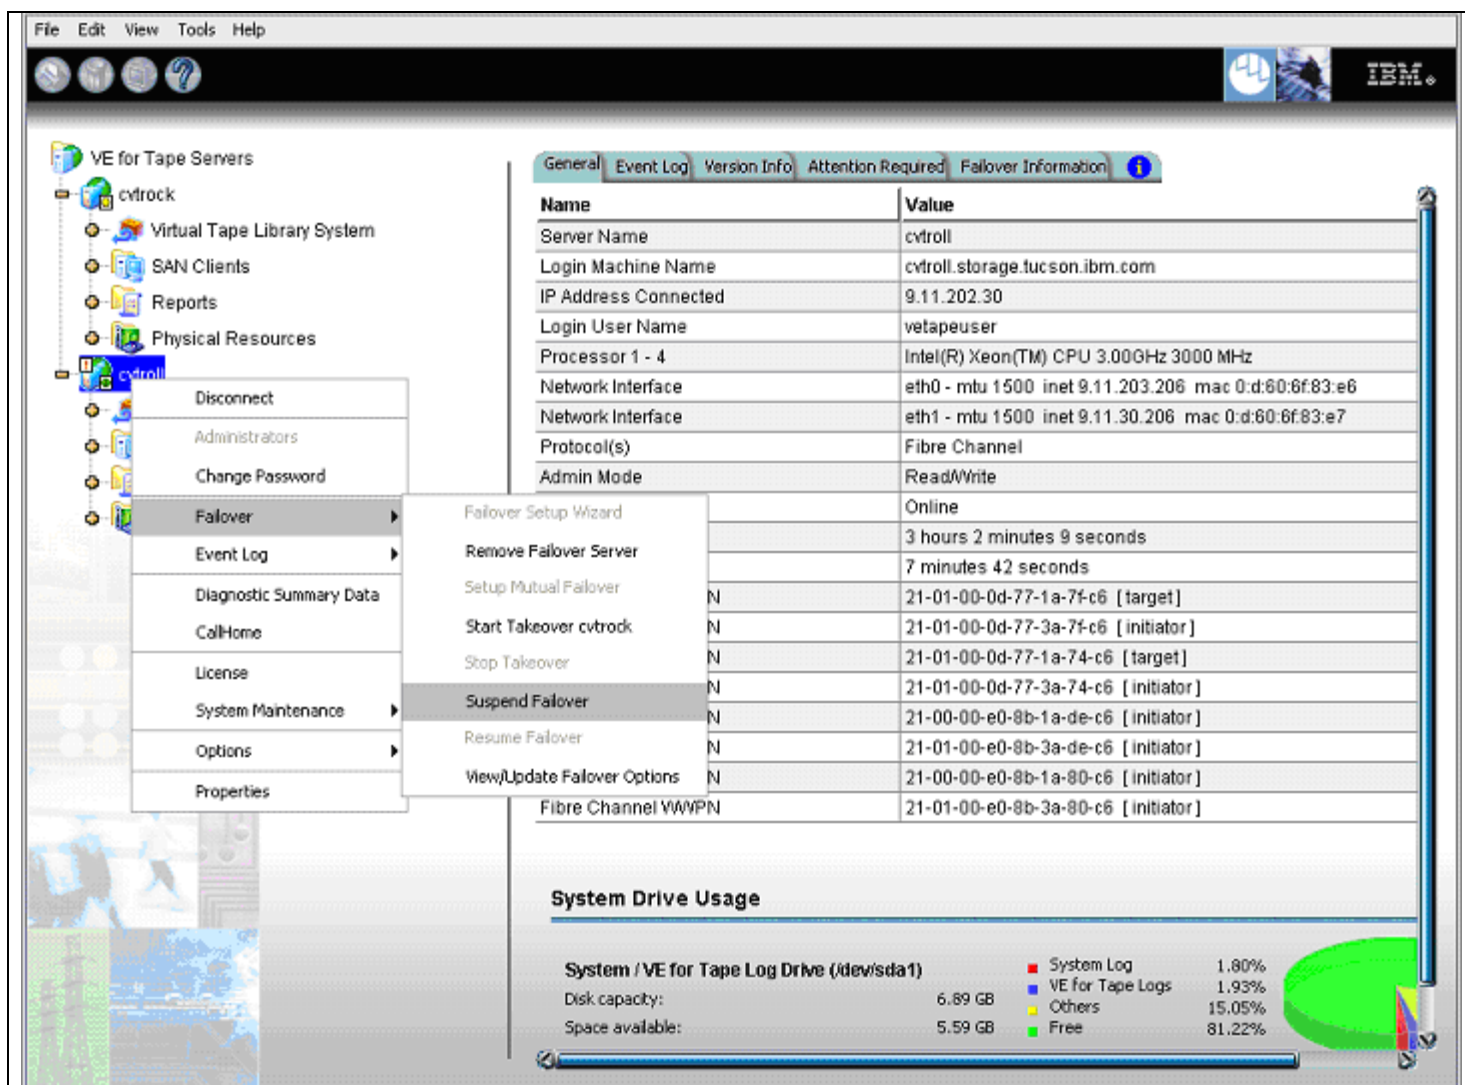 File Edit View Tools Help
IBM
VE for Tape Servers
cvtrock
Virtual Tape Library System
SAN Clients
Reports
Physical Resources
cvtroll
Disconnect
Administrators
Change Password
Failover
Event Log
Diagnostic Summary Data
CallHome
License
System Maintenance
Options
Properties
Failover Setup Wizard
Remove Failover Server
Setup Mutual Failover
Start Takeover cvtrock
Stop Takeover
Suspend Failover
Resume Failover
View/Update Failover Options
General Event Log Version Info Attention Required Failover Information
Name Value
Server Name cvtroll
Login Machine Name cvtroll.storage.tucson.ibm.com
IP Address Connected 9.11.202.30
Login User Name vetapeuser
Processor 1 - 4 Intel(R) Xeon(TM) CPU 3.00GHz 3000 MHz
Network Interface eth0 - mtu 1500 inet 9.11.203.206 mac 0:d:60:6f:83:e6
Network Interface eth1 - mtu 1500 inet 9.11.30.206 mac 0:d:60:6f:83:e7
Protocol(s) Fibre Channel
Admin Mode Read/Write
Online
3 hours 2 minutes 9 seconds
7 minutes 42 seconds
N 21-01-00-0d-77-1a-7f-c6 [target]
N 21-01-00-0d-77-3a-7f-c6 [initiator]
N 21-01-00-0d-77-1a-74-c6 [target]
N 21-01-00-0d-77-3a-74-c6 [initiator]
N 21-00-00-e0-8b-1a-de-c6 [initiator]
N 21-01-00-e0-8b-3a-de-c6 [initiator]
N 21-00-00-e0-8b-1a-80-c6 [initiator]
Fibre Channel WWPN 21-01-00-e0-8b-3a-80-c6 [initiator]
System Drive Usage
System / VE for Tape Log Drive (/dev/sda1)
Disk capacity: 6.89 GB
Space available: 5.59 GB
System Log 1.80%
VE for Tape Logs 1.93%
Others 15.05%
Free 81.22%